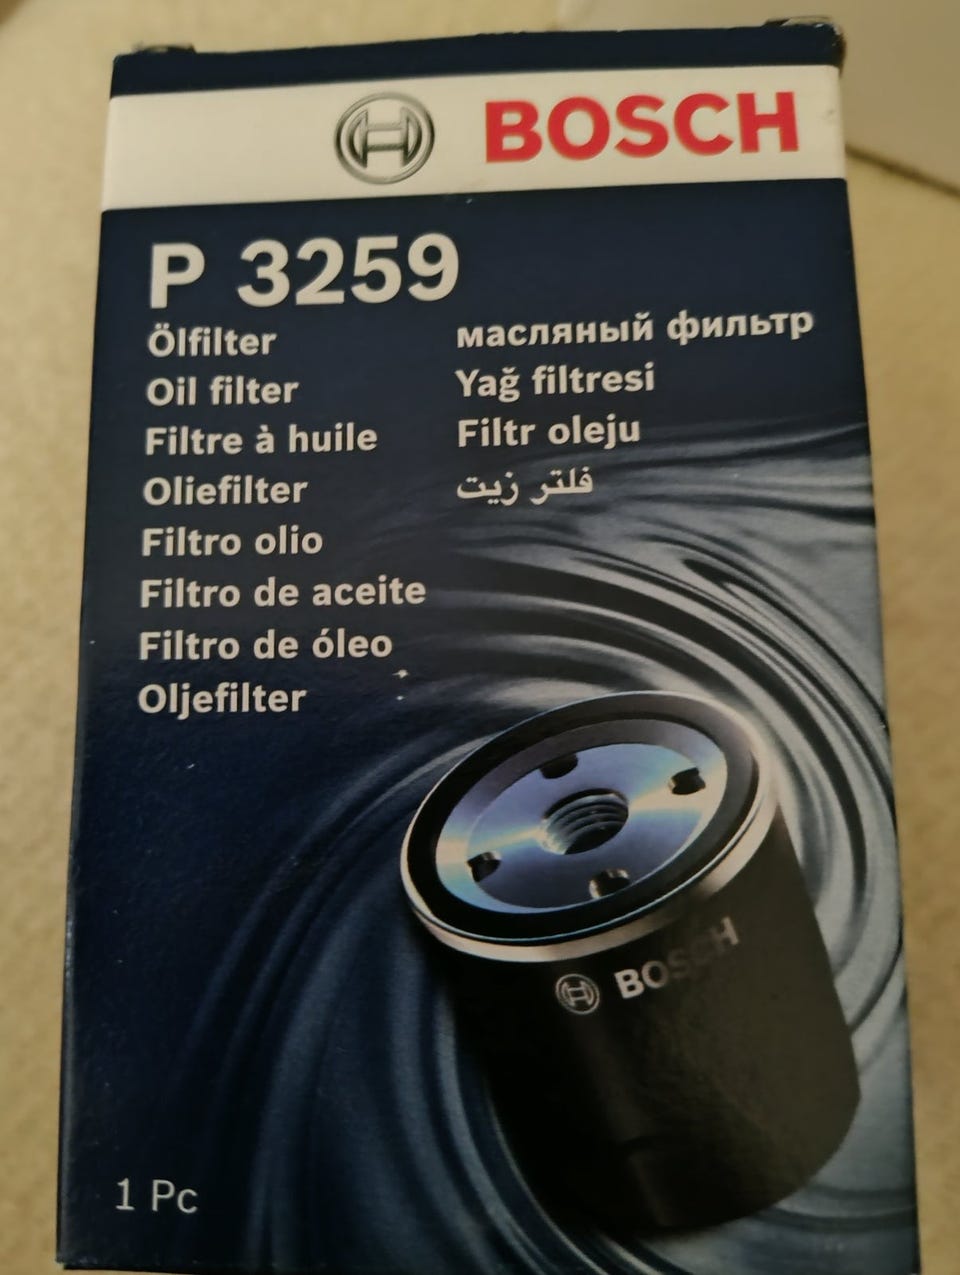 BOSCH
P 3259
Ölfilter
Oil filter
Filtre à huile
Oliefilter
Filtro olio
Filtro de aceite
Filtro de óleo
Oljefilter
масляный фильтр
Yağ filtresi
Filtr oleju
فلتر زيت
BOSCH
1 Pc